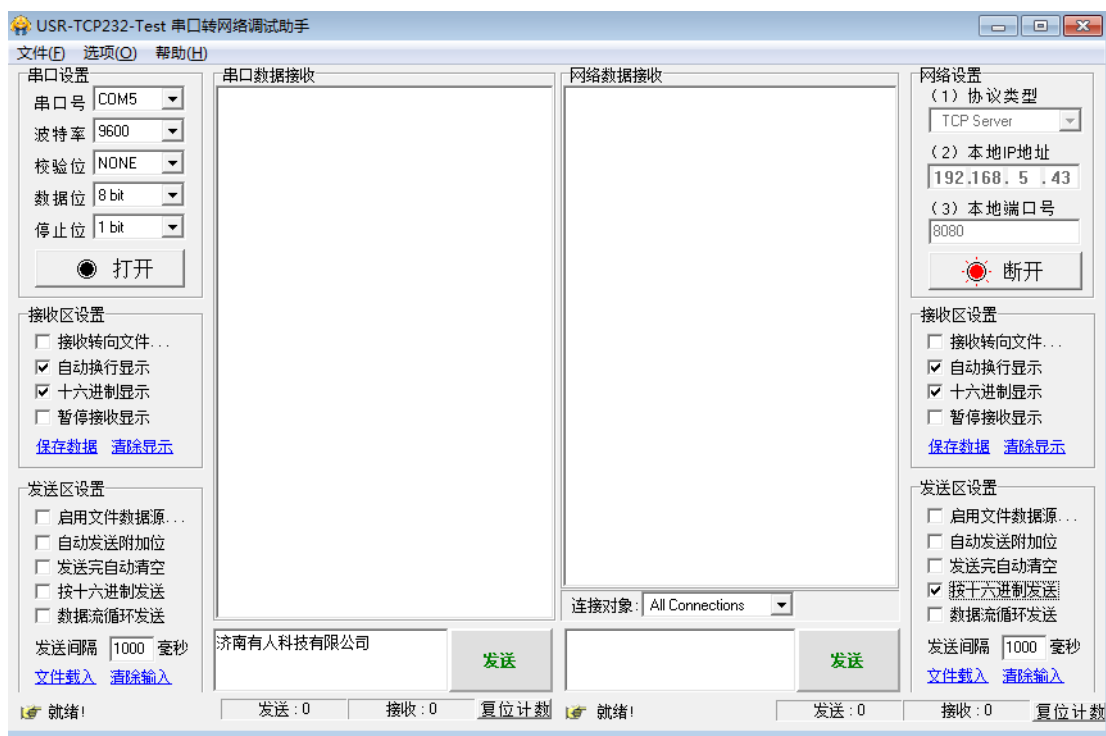 USR-TCP232-Test 串口转网络调试助手
文件(F) 选项(O) 帮助(H)
串口设置
串口号 COM5
波特率 9600
校验位 NONE
数据位 8 bit
停止位 1 bit
打开
接收区设置
接收转向文件...
自动换行显示
十六进制显示
暂停接收显示
保存数据 清除显示
发送区设置
启用文件数据源...
自动发送附加位
发送完自动清空
按十六进制发送
数据流循环发送
发送间隔 1000 毫秒
文件载入 清除输入
串口数据接收
济南有人科技有限公司
发送
网络数据接收
连接对象: All Connections
发送
网络设置
(1) 协议类型
TCP Server
(2) 本地IP地址
192.168. 5 .43
(3) 本地端口号
8080
断开
接收区设置
接收转向文件...
自动换行显示
十六进制显示
暂停接收显示
保存数据 清除显示
发送区设置
启用文件数据源...
自动发送附加位
发送完自动清空
按十六进制发送
数据流循环发送
发送间隔 1000 毫秒
文件载入 清除输入
就绪! 发送:0 接收:0 复位计数
就绪! 发送:0 接收:0 复位计数